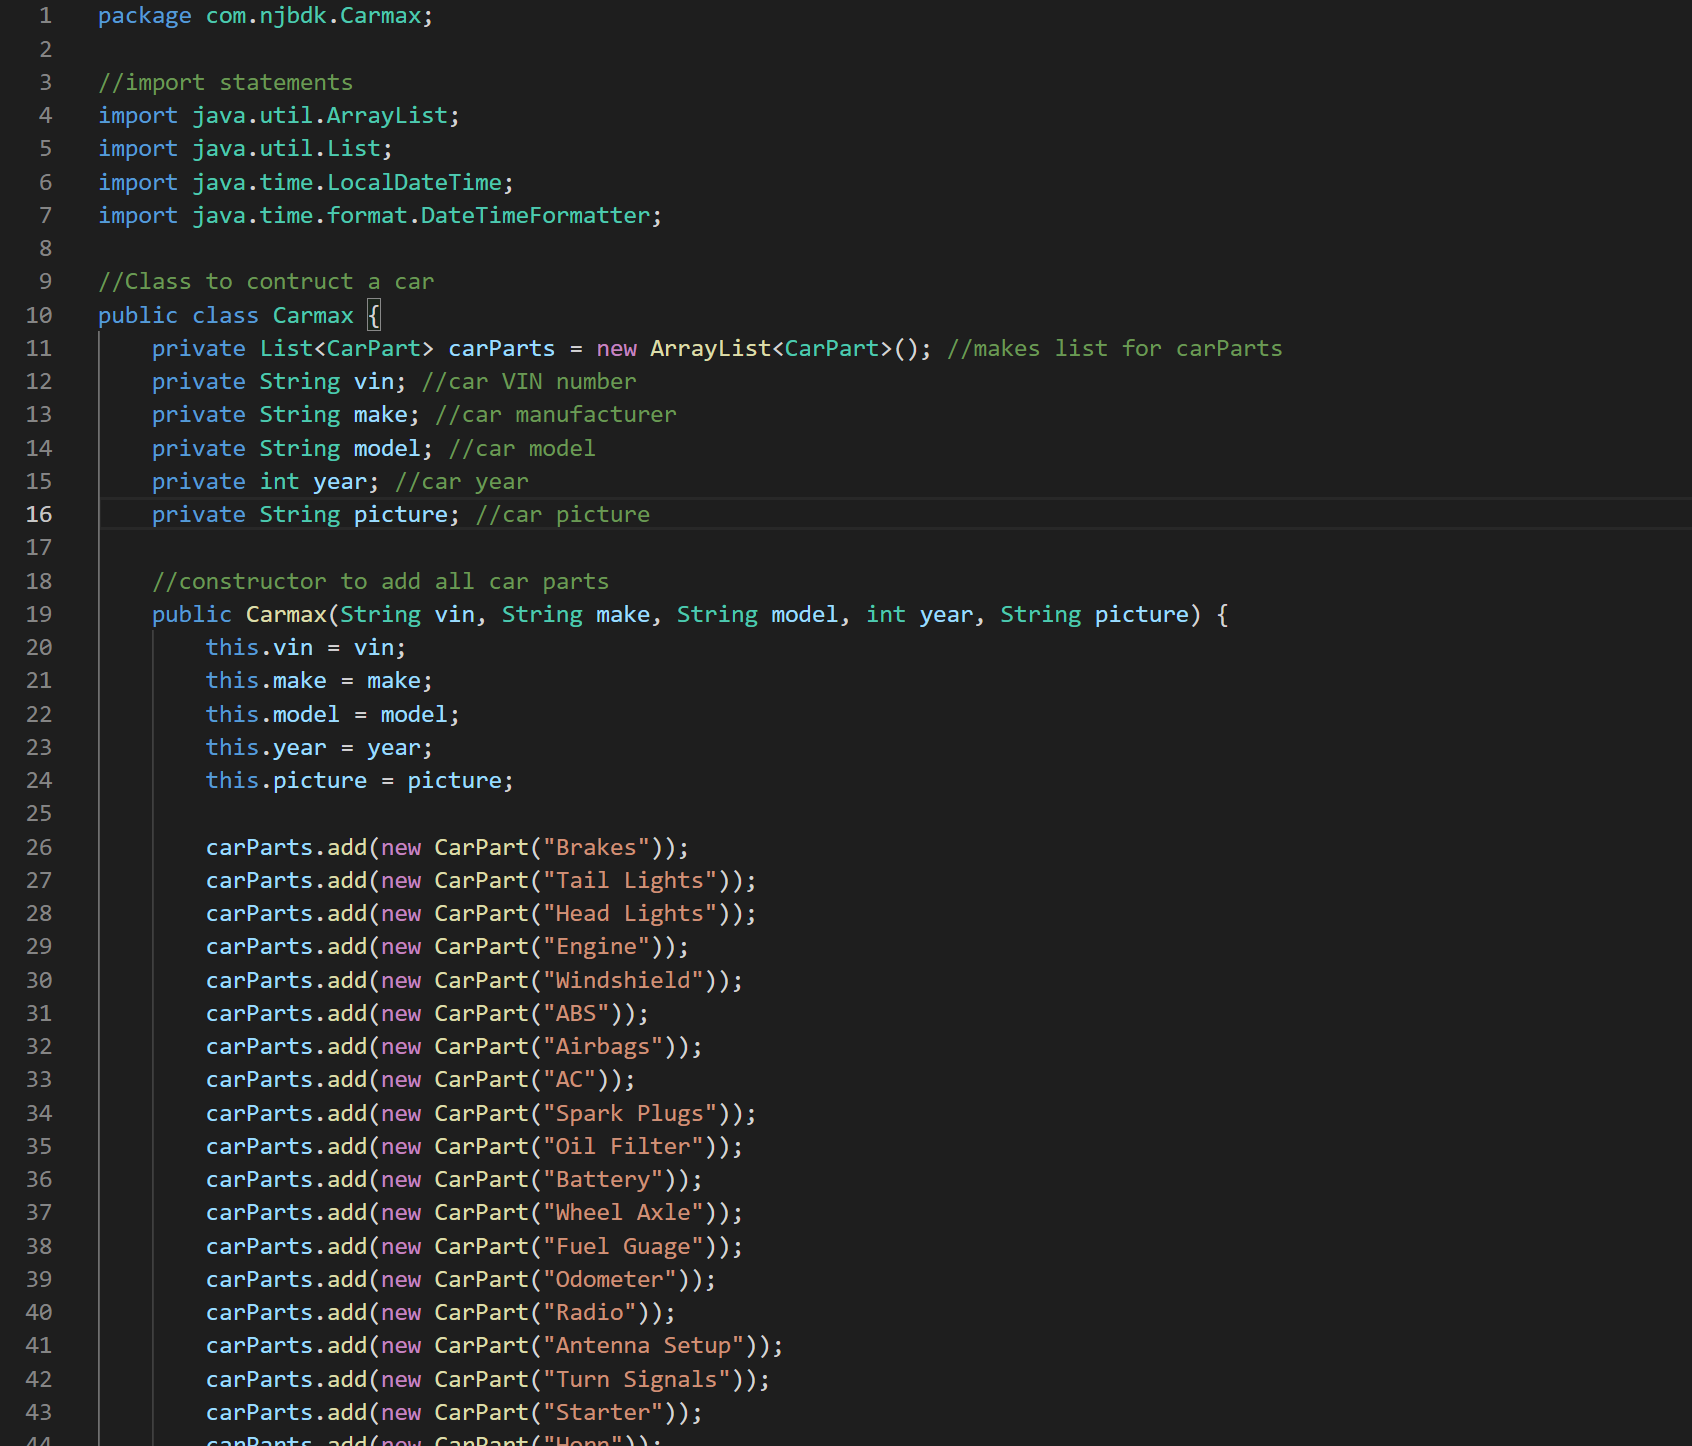 1 package com.njbdk.Carmax;
2
3 //import statements
4 import java.util.ArrayList;
5 import java.util.List;
6 import java.time.LocalDateTime;
7 import java.time.format.DateTimeFormatter;
8
9 //Class to contruct a car
10 public class Carmax {
11     private List<CarPart> carParts = new ArrayList<CarPart>(); //makes list for carParts
12     private String vin; //car VIN number
13     private String make; //car manufacturer
14     private String model; //car model
15     private int year; //car year
16     private String picture; //car picture
17
18     //constructor to add all car parts
19     public Carmax(String vin, String make, String model, int year, String picture) {
20         this.vin = vin;
21         this.make = make;
22         this.model = model;
23         this.year = year;
24         this.picture = picture;
25
26         carParts.add(new CarPart("Brakes"));
27         carParts.add(new CarPart("Tail Lights"));
28         carParts.add(new CarPart("Head Lights"));
29         carParts.add(new CarPart("Engine"));
30         carParts.add(new CarPart("Windshield"));
31         carParts.add(new CarPart("ABS"));
32         carParts.add(new CarPart("Airbags"));
33         carParts.add(new CarPart("AC"));
34         carParts.add(new CarPart("Spark Plugs"));
35         carParts.add(new CarPart("Oil Filter"));
36         carParts.add(new CarPart("Battery"));
37         carParts.add(new CarPart("Wheel Axle"));
38         carParts.add(new CarPart("Fuel Guage"));
39         carParts.add(new CarPart("Odometer"));
40         carParts.add(new CarPart("Radio"));
41         carParts.add(new CarPart("Antenna Setup"));
42         carParts.add(new CarPart("Turn Signals"));
43         carParts.add(new CarPart("Starter"));
44         carParts.add(new CarPart("Horn"));